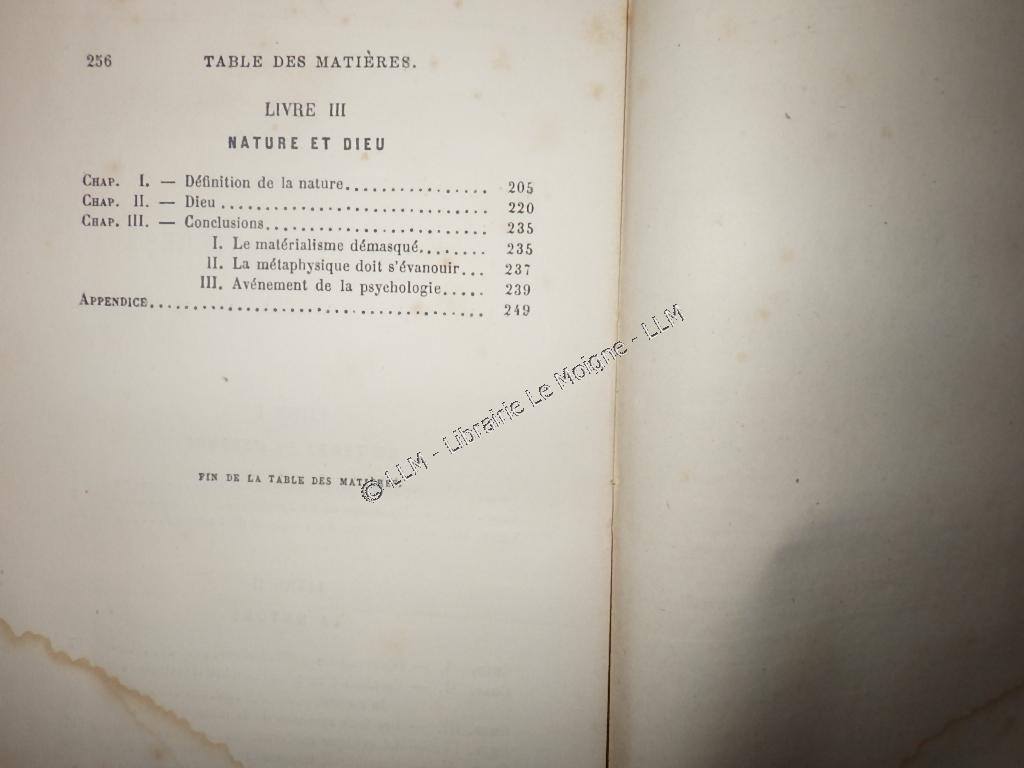 256 TABLE DES MATIÈRES.
LIVRE III
NATURE ET DIEU
CHAP. I. — Définition de la nature................ 205
CHAP. II. — Dieu ................................ 220
CHAP. III. — Conclusions......................... 235
I. Le matérialisme démasqué........ 235
II. La métaphysique doit s'évanouir... 237
III. Avénement de la psychologie..... 239
APPENDICE....................................... 249
FIN DE LA TABLE DES MATIÈRES
© LLM - Librairie Le Moigne - LLM